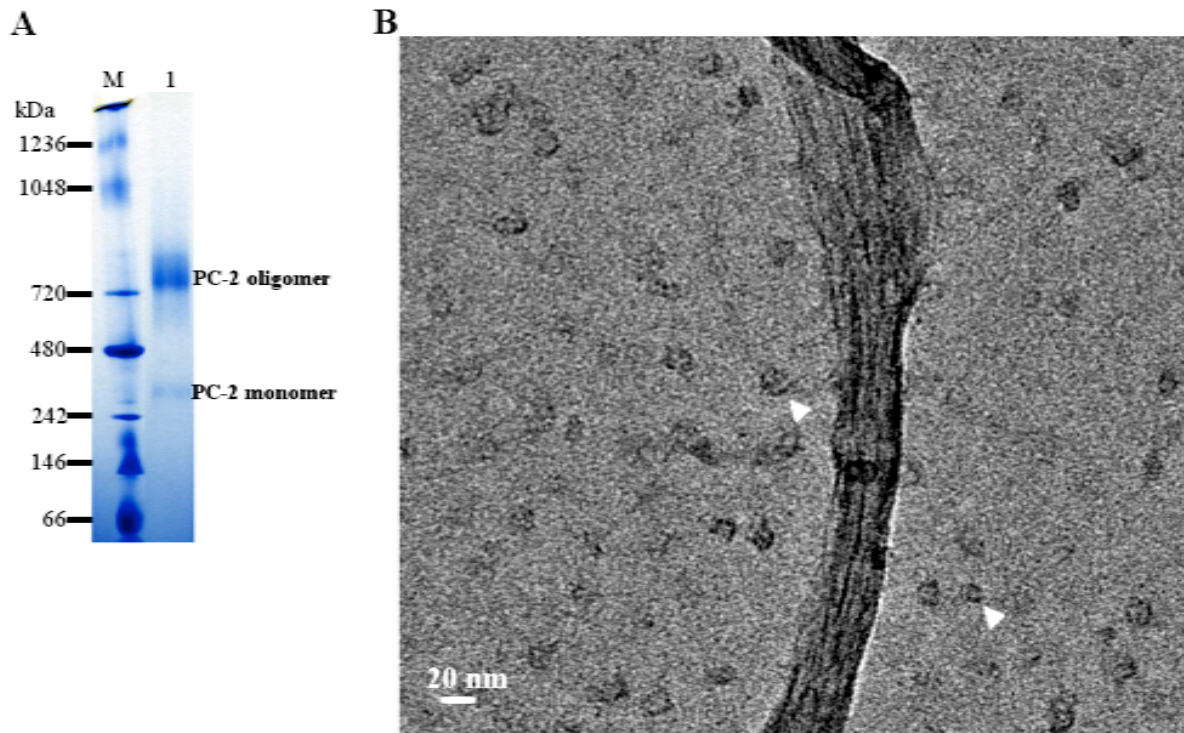 A
B
M 1
kDa
1236
1048
PC-2 oligomer
720
480
PC-2 monomer
242
146
66
20 nm